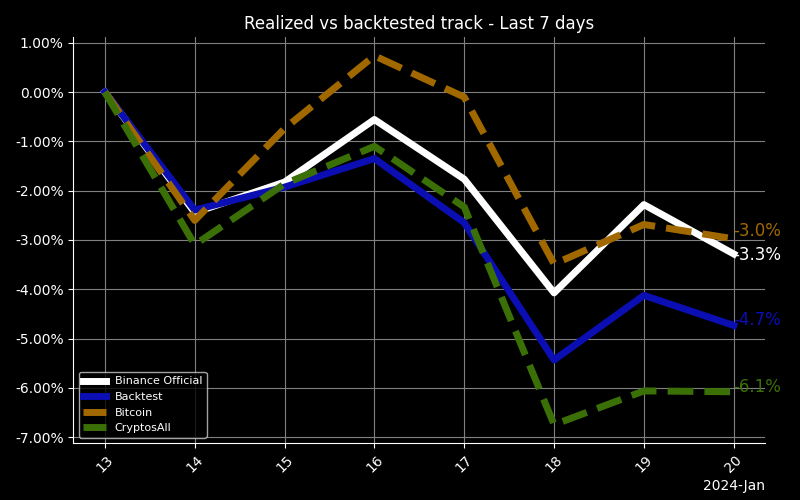 Realized vs backtested track - Last 7 days
1.00%
0.00%
-1.00%
-2.00%
-3.00%
-4.00%
-5.00%
-6.00%
-7.00%
-3.0%
-3.3%
-4.7%
-6.1%
Binance Official
Backtest
Bitcoin
CryptosAll
13 14 15 16 17 18 19 20
2024-Jan